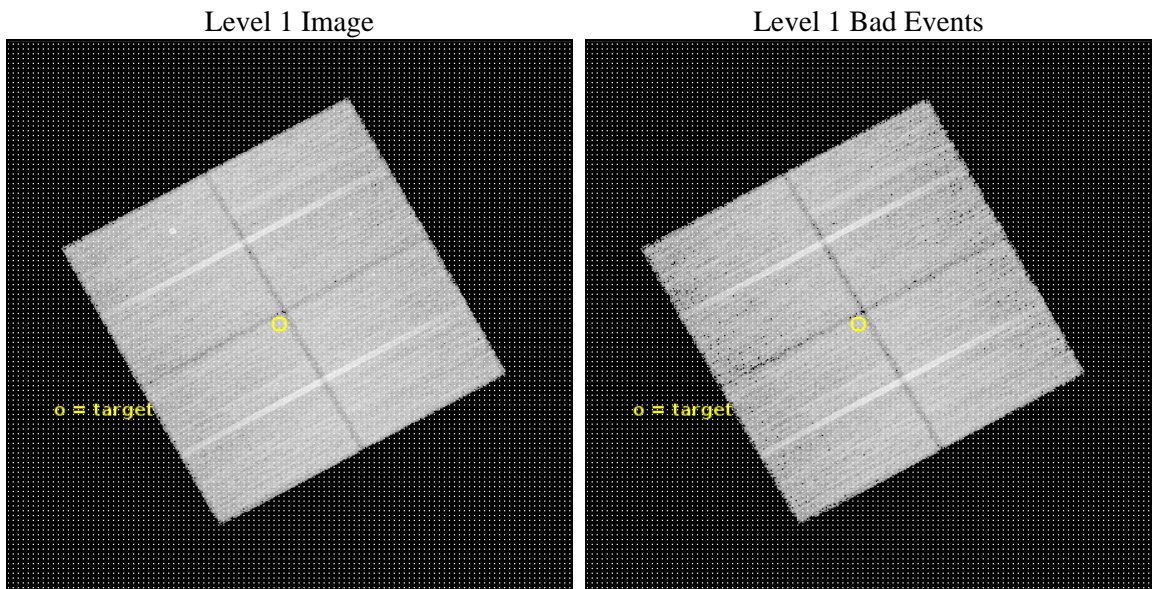 Level 1 Image
Level 1 Bad Events
o = target
o = target